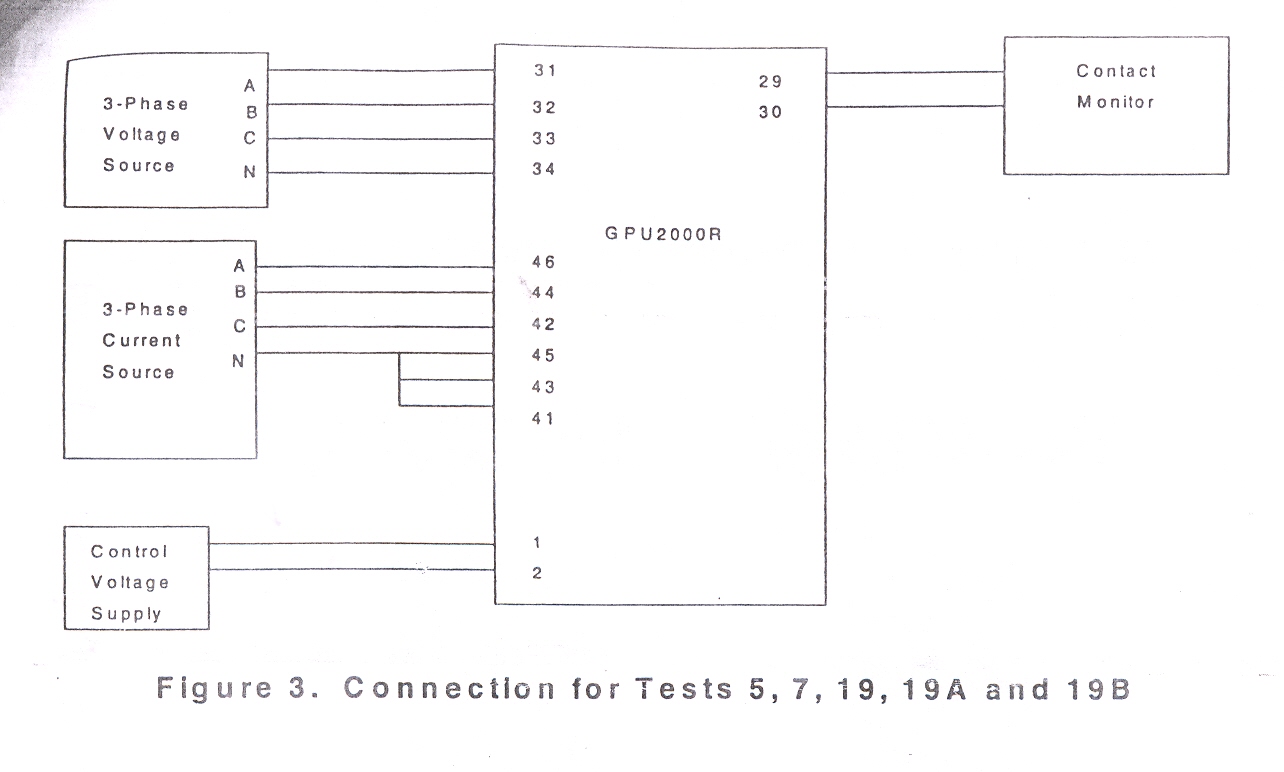 3-Phase
Voltage
Source
A
B
C
N
31
32
33
34
29
30
Contact
Monitor
GPU2000R
3-Phase
Current
Source
A
B
C
N
46
44
42
45
43
41
Control
Voltage
Supply
1
2
Figure 3. Connection for Tests 5, 7, 19, 19A and 19B